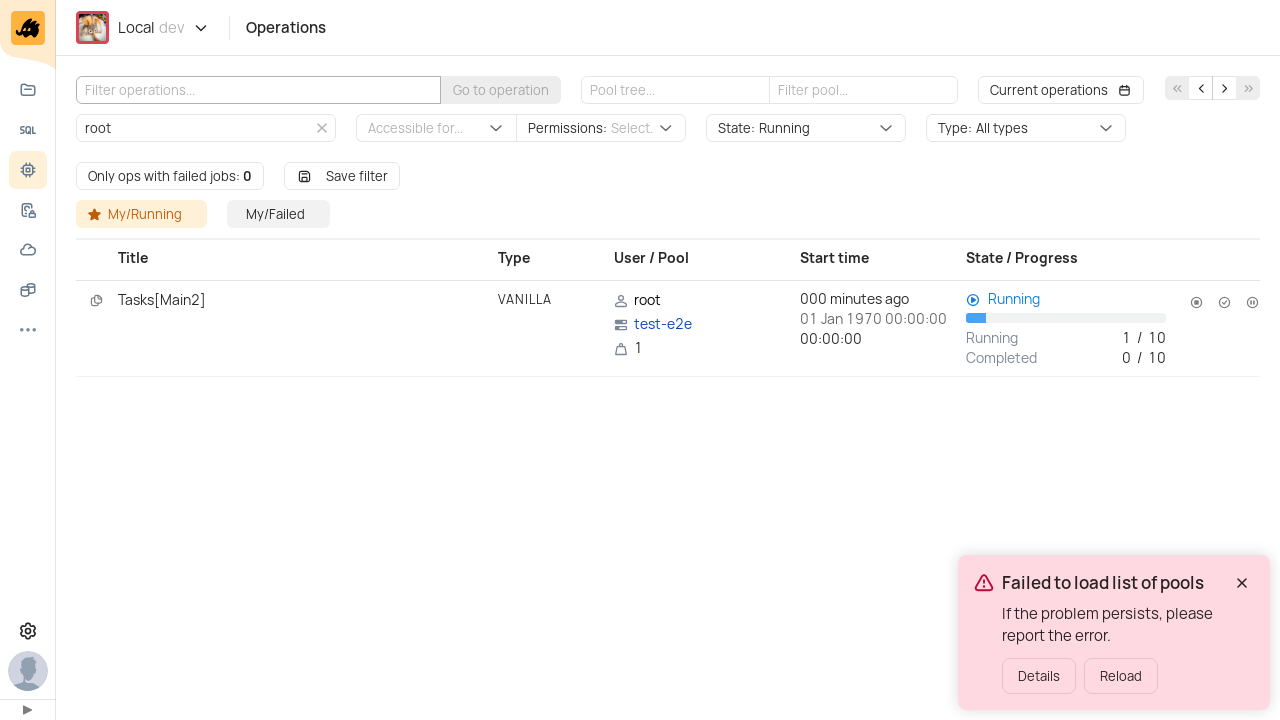 Local dev
Operations
Filter operations...
Go to operation
Pool tree...
Filter pool...
Current operations
SQL
root
Accessible for...
Permissions: Select.
State: Running
Type: All types
Only ops with failed jobs: 0
Save filter
My/Running
My/Failed
Title
Type
User / Pool
Start time
State / Progress
Tasks[Main2]
VANILLA
root
test-e2e
1
000 minutes ago
01 Jan 1970 00:00:00
00:00:00
Running
Running 1 / 10
Completed 0 / 10
Failed to load list of pools
If the problem persists, please
report the error.
Details
Reload